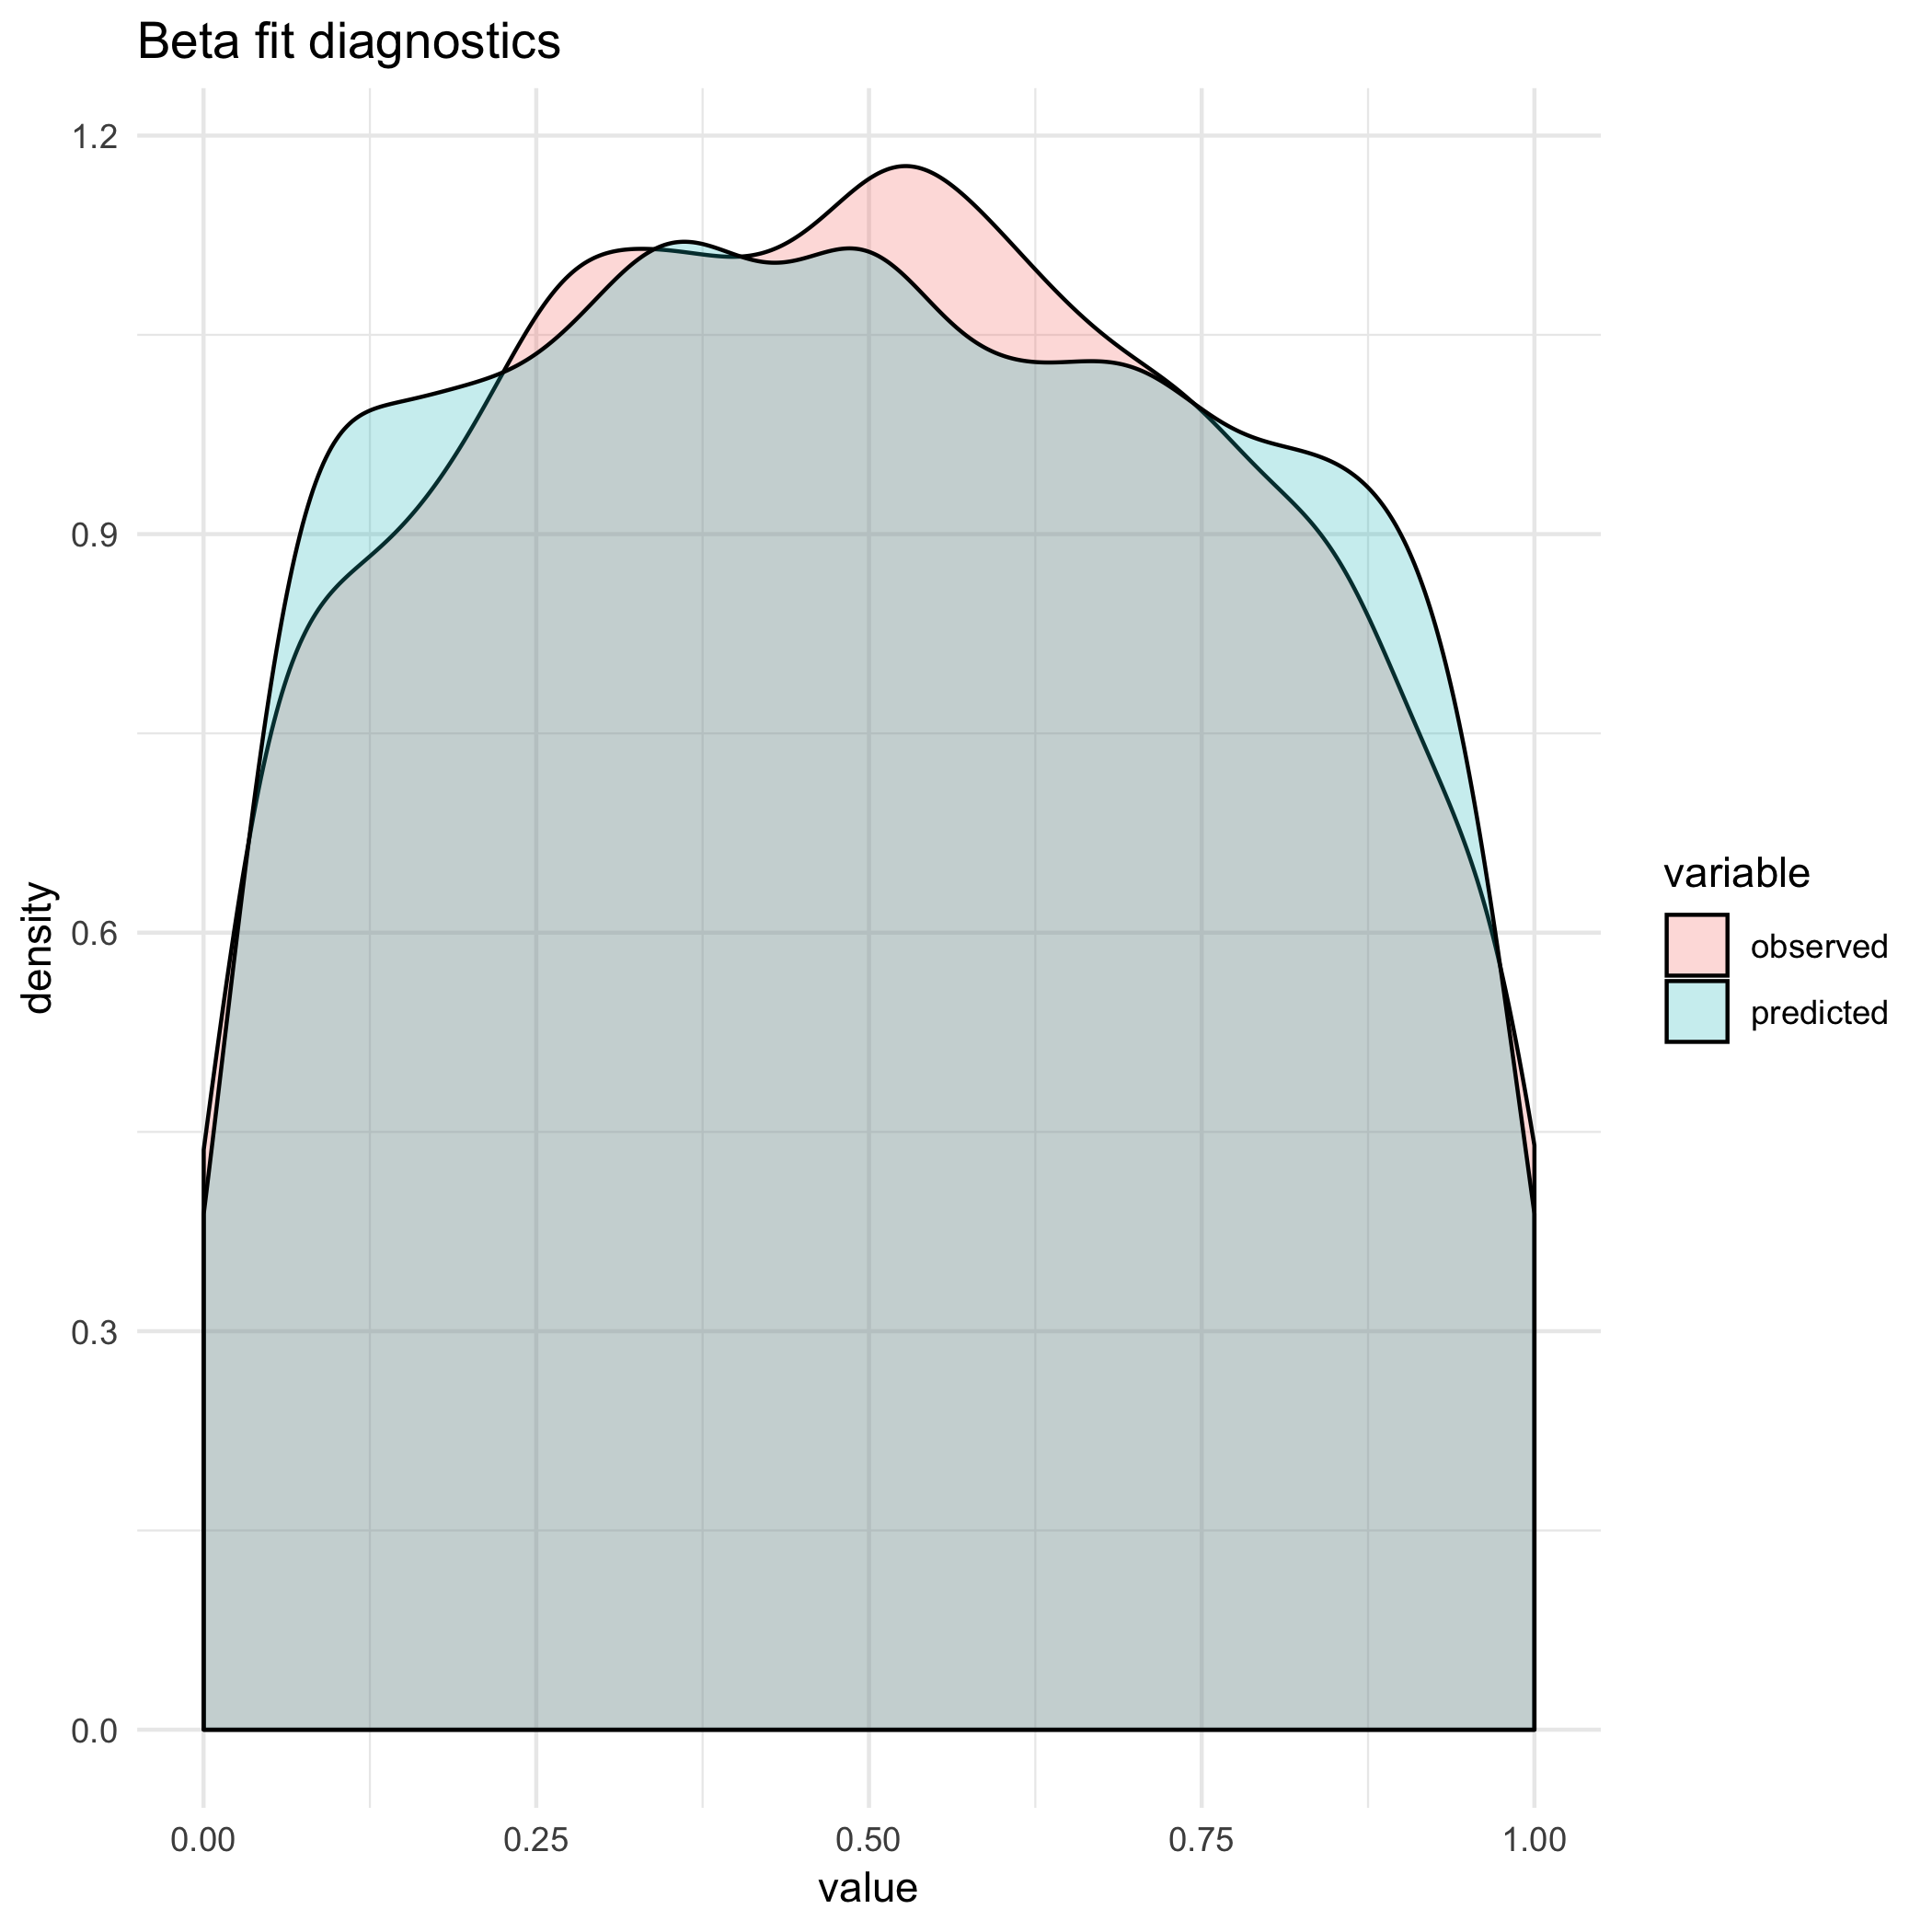 Beta fit diagnostics
1.2
0.9
0.6
0.3
0.0
density
0.00 0.25 0.50 0.75 1.00
value
variable
observed
predicted